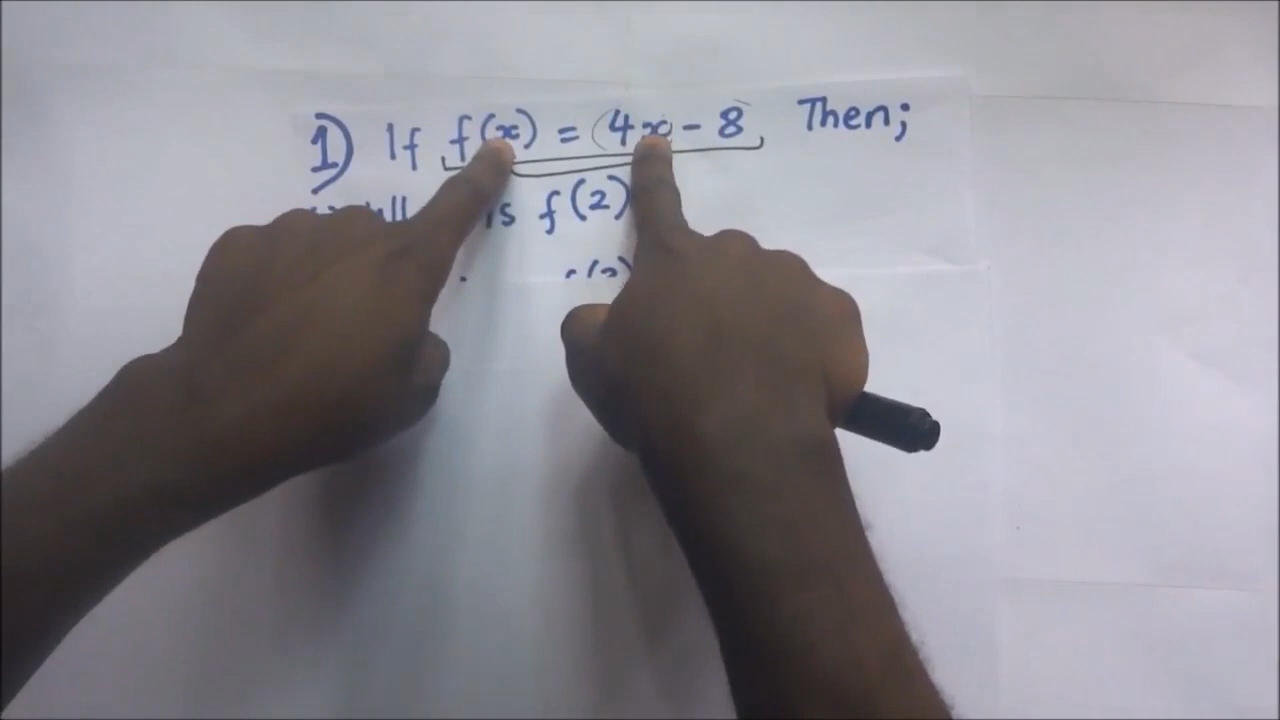 1) If f(x) = (4x - 8) Then;
is f(2)